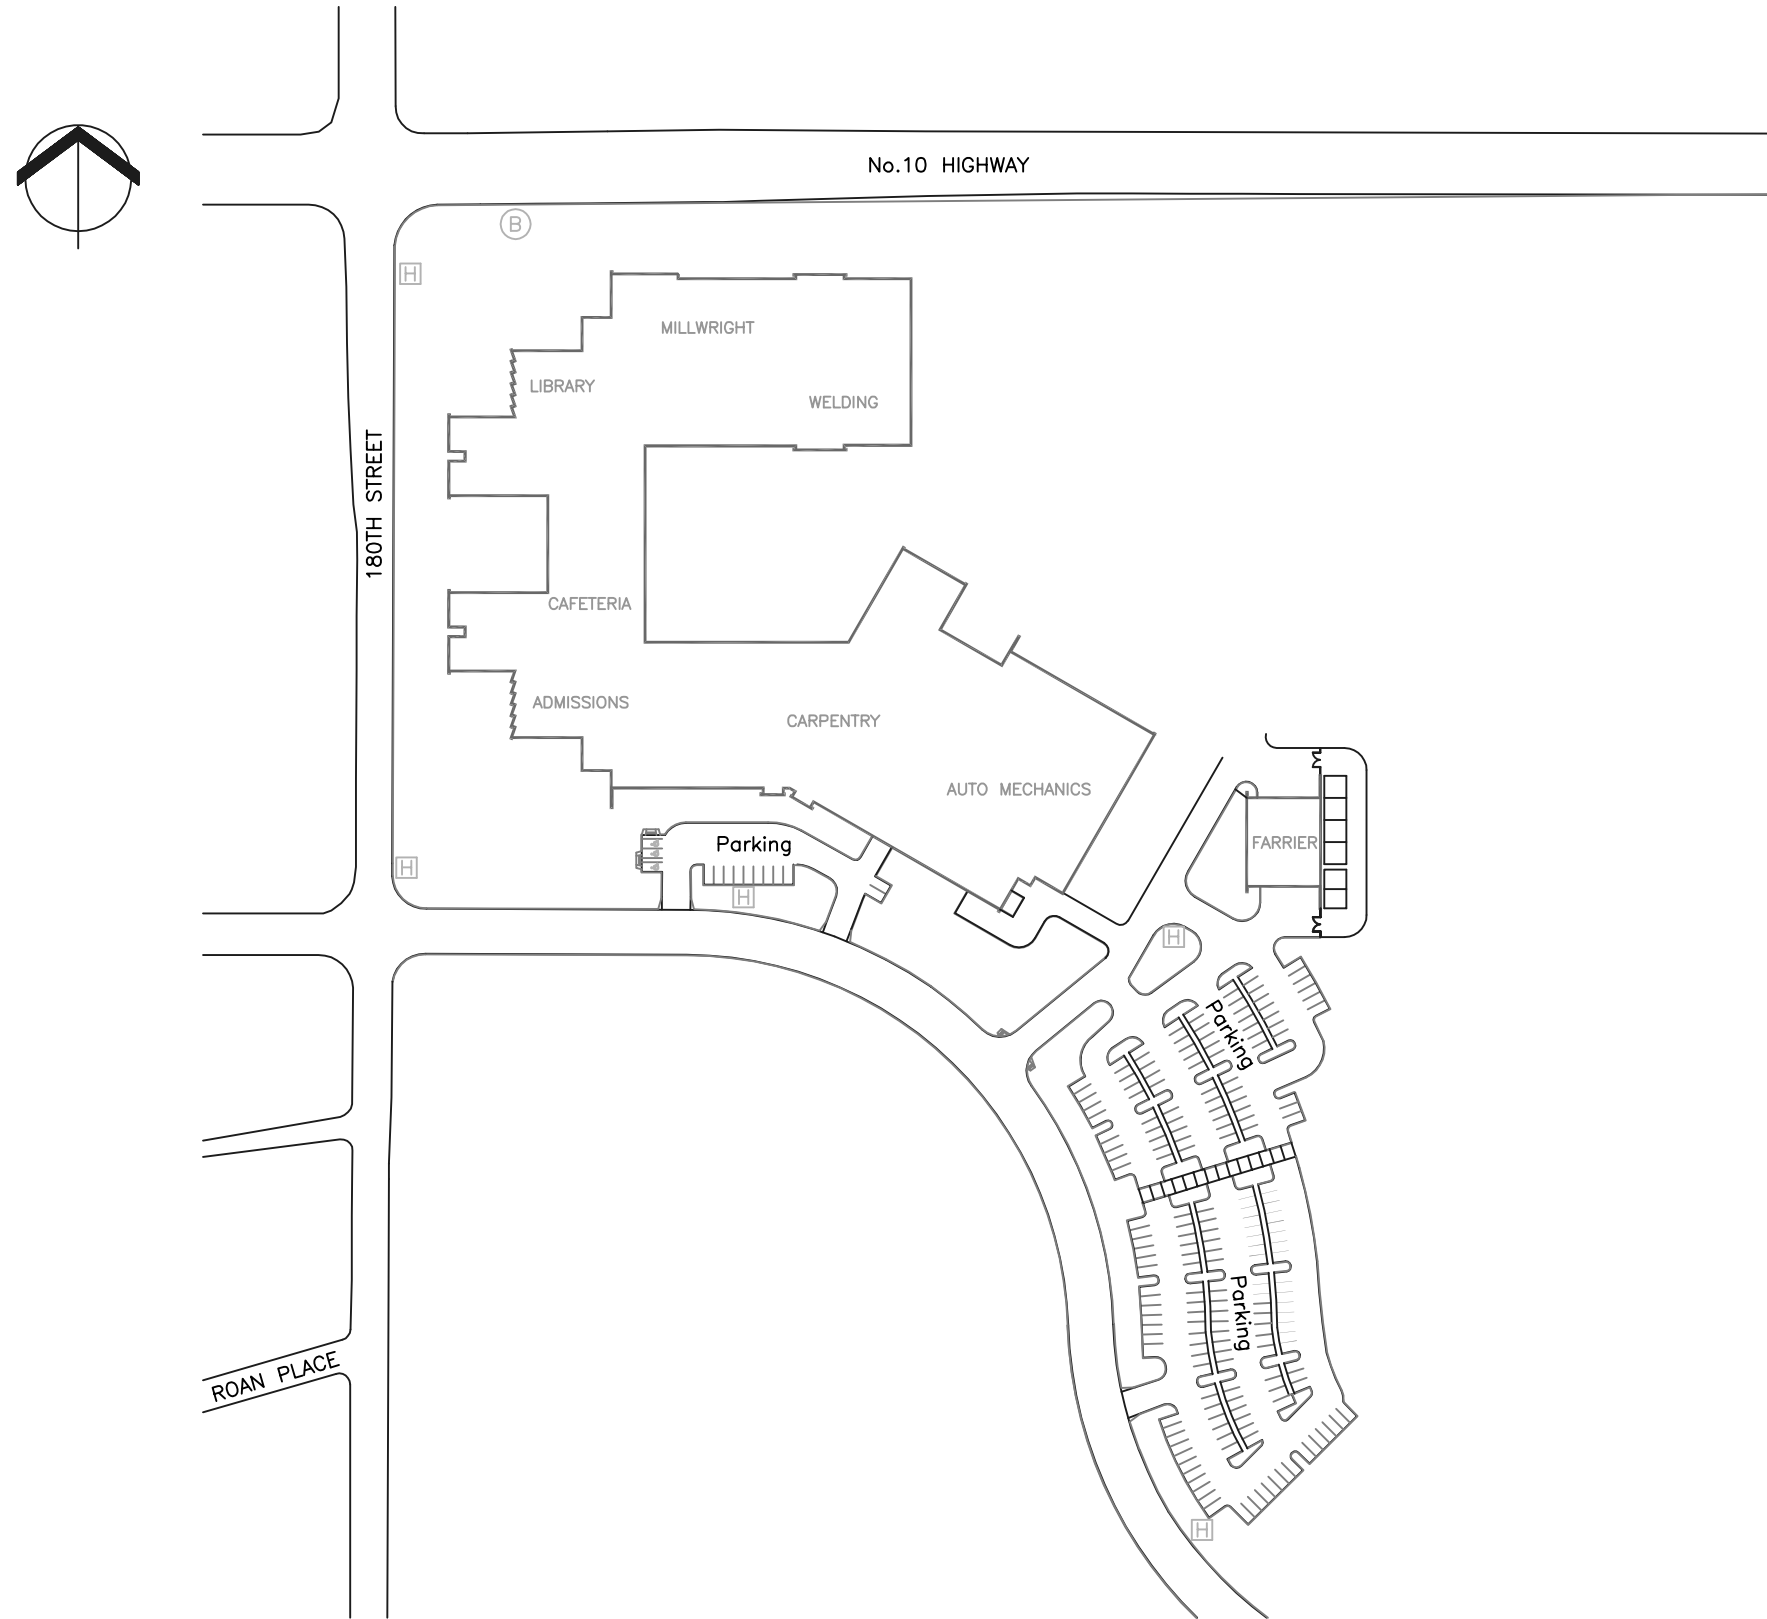 No.10 HIGHWAY
B
H
MILLWRIGHT
LIBRARY
WELDING
180TH STREET
CAFETERIA
ADMISSIONS
CARPENTRY
AUTO MECHANICS
Parking
FARRIER
H
H
H
Parking
Parking
ROAN PLACE
H